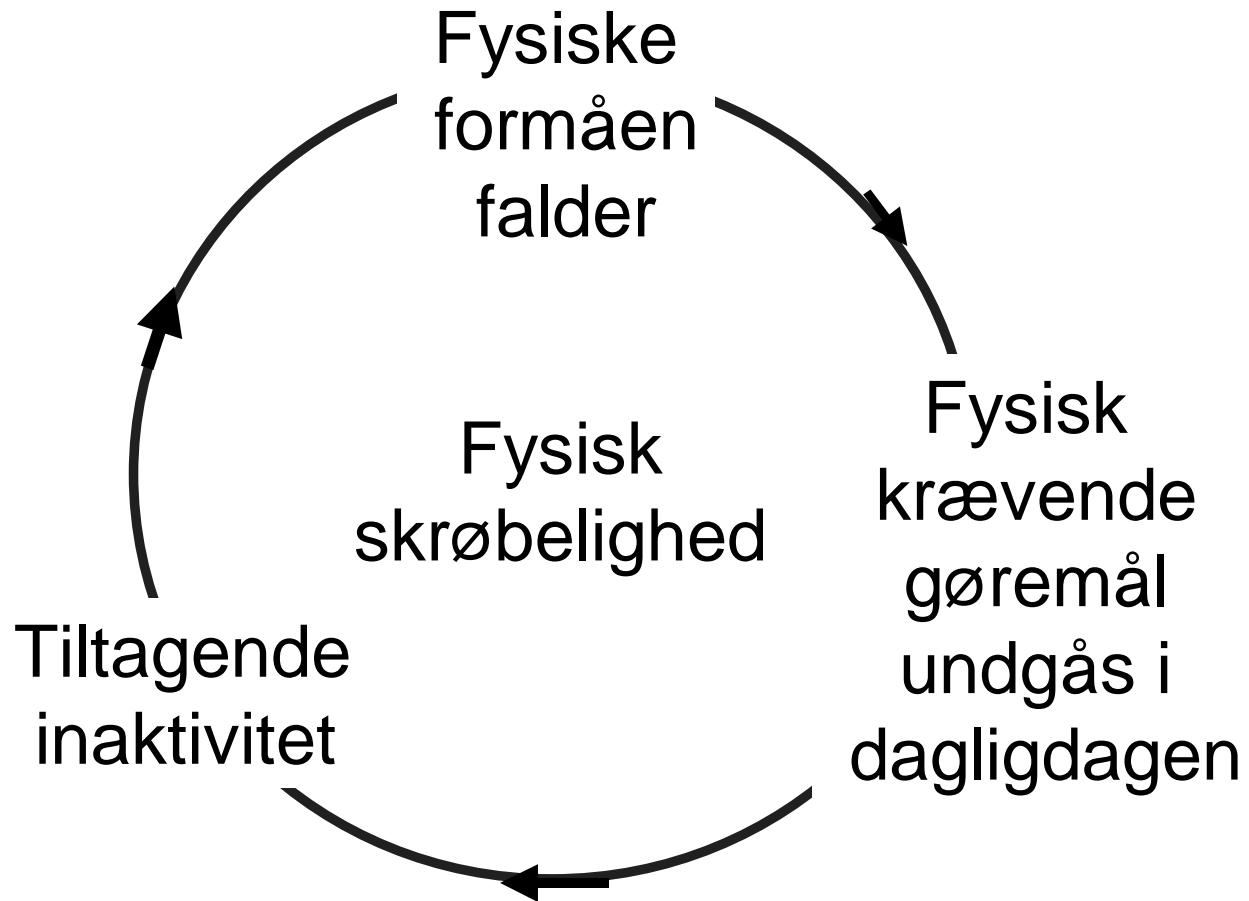 Fysiske
formåen
falder
Fysisk
krævende
gøremål
undgås i
dagligdagen
Tiltagende
inaktivitet
Fysisk
skrøbelighed